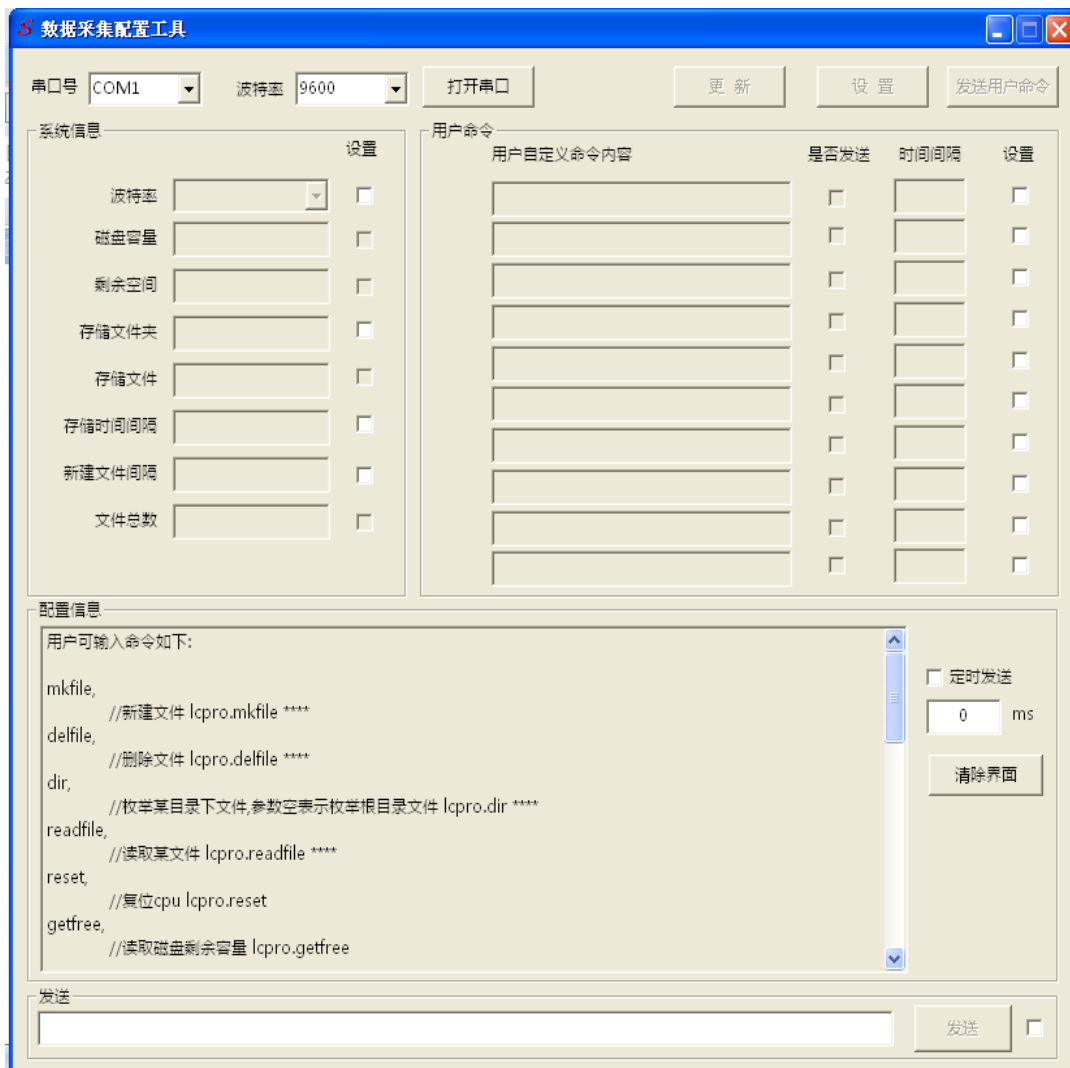 S 数据采集配置工具
串口号 COM1 波特率 9600 打开串口 更 新 设 置 发送用户命令
系统信息
设置
波特率
磁盘容量
剩余空间
存储文件夹
存储文件
存储时间间隔
新建文件间隔
文件总数
用户命令
用户自定义命令内容 是否发送 时间间隔 设置
配置信息
用户可输入命令如下:
mkfile,
//新建文件 lcpro.mkfile ****
delfile,
//删除文件 lcpro.delfile ****
dir,
//枚举某目录下文件,参数空表示枚举根目录文件 lcpro.dir ****
readfile,
//读取某文件 lcpro.readfile ****
reset,
//复位cpu lcpro.reset
getfree,
//读取磁盘剩余容量 lcpro.getfree
定时发送
0 ms
清除界面
发送
发送